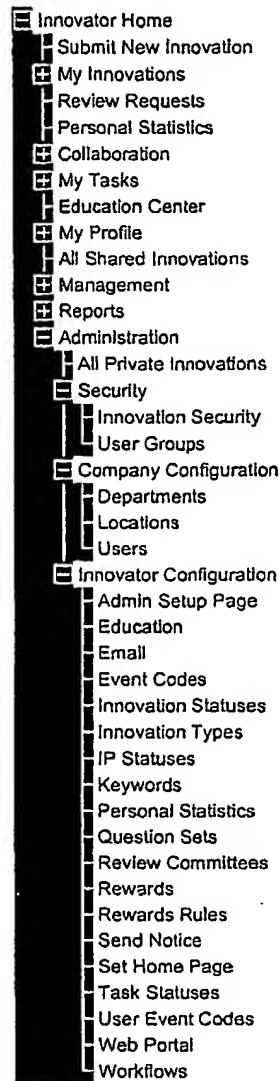 Innovator Home
Submit New Innovation
My Innovations
Review Requests
Personal Statistics
Collaboration
My Tasks
Education Center
My Profile
All Shared Innovations
Management
Reports
Administration
All Private Innovations
Security
Innovation Security
User Groups
Company Configuration
Departments
Locations
Users
Innovator Configuration
Admin Setup Page
Education
Email
Event Codes
Innovation Statuses
Innovation Types
IP Statuses
Keywords
Personal Statistics
Question Sets
Review Committees
Rewards
Rewards Rules
Send Notice
Set Home Page
Task Statuses
User Event Codes
Web Portal
Workflows